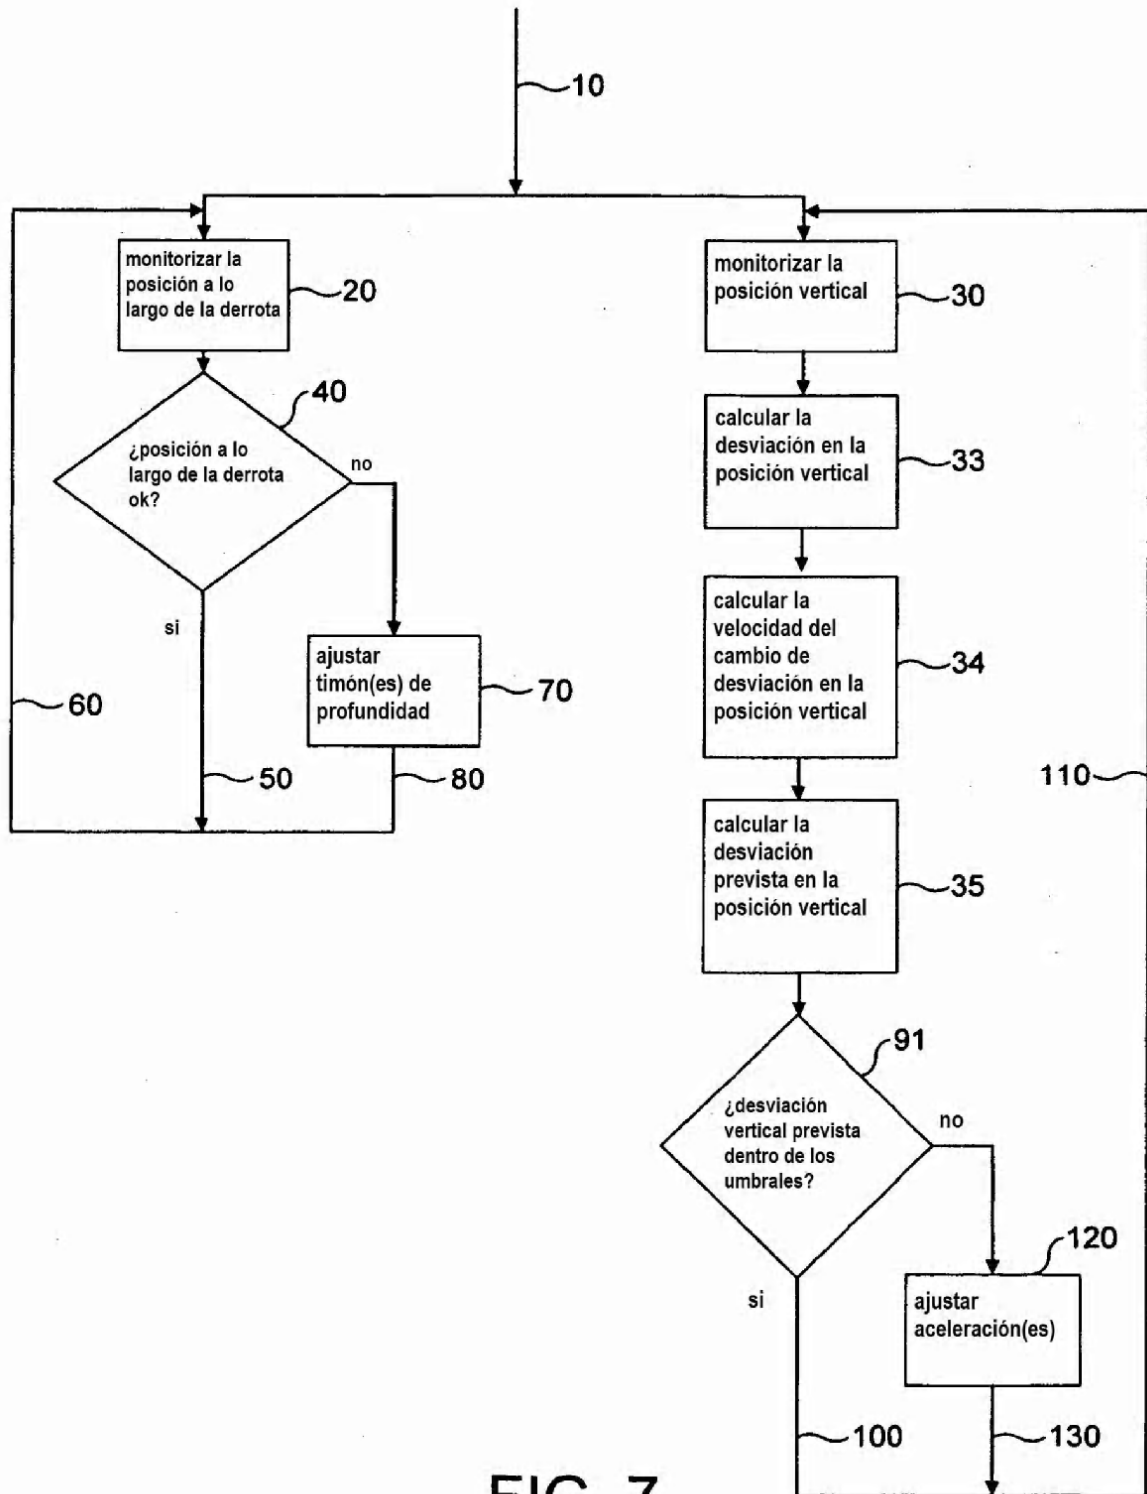 10
monitorizar la
posición a lo
largo de la derrota
20
40
¿posición a lo
largo de la derrota
ok?
no
si
ajustar
timón(es) de
profundidad
70
60
50
80
monitorizar la
posición vertical
30
calcular la
desviación en la
posición vertical
33
calcular la
velocidad del
cambio de
desviación en la
posición vertical
34
110
calcular la
desviación
prevista en la
posición vertical
35
91
¿desviación
vertical prevista
dentro de los
umbrales?
no
si
120
ajustar
aceleración(es)
100
130
FIG. 7